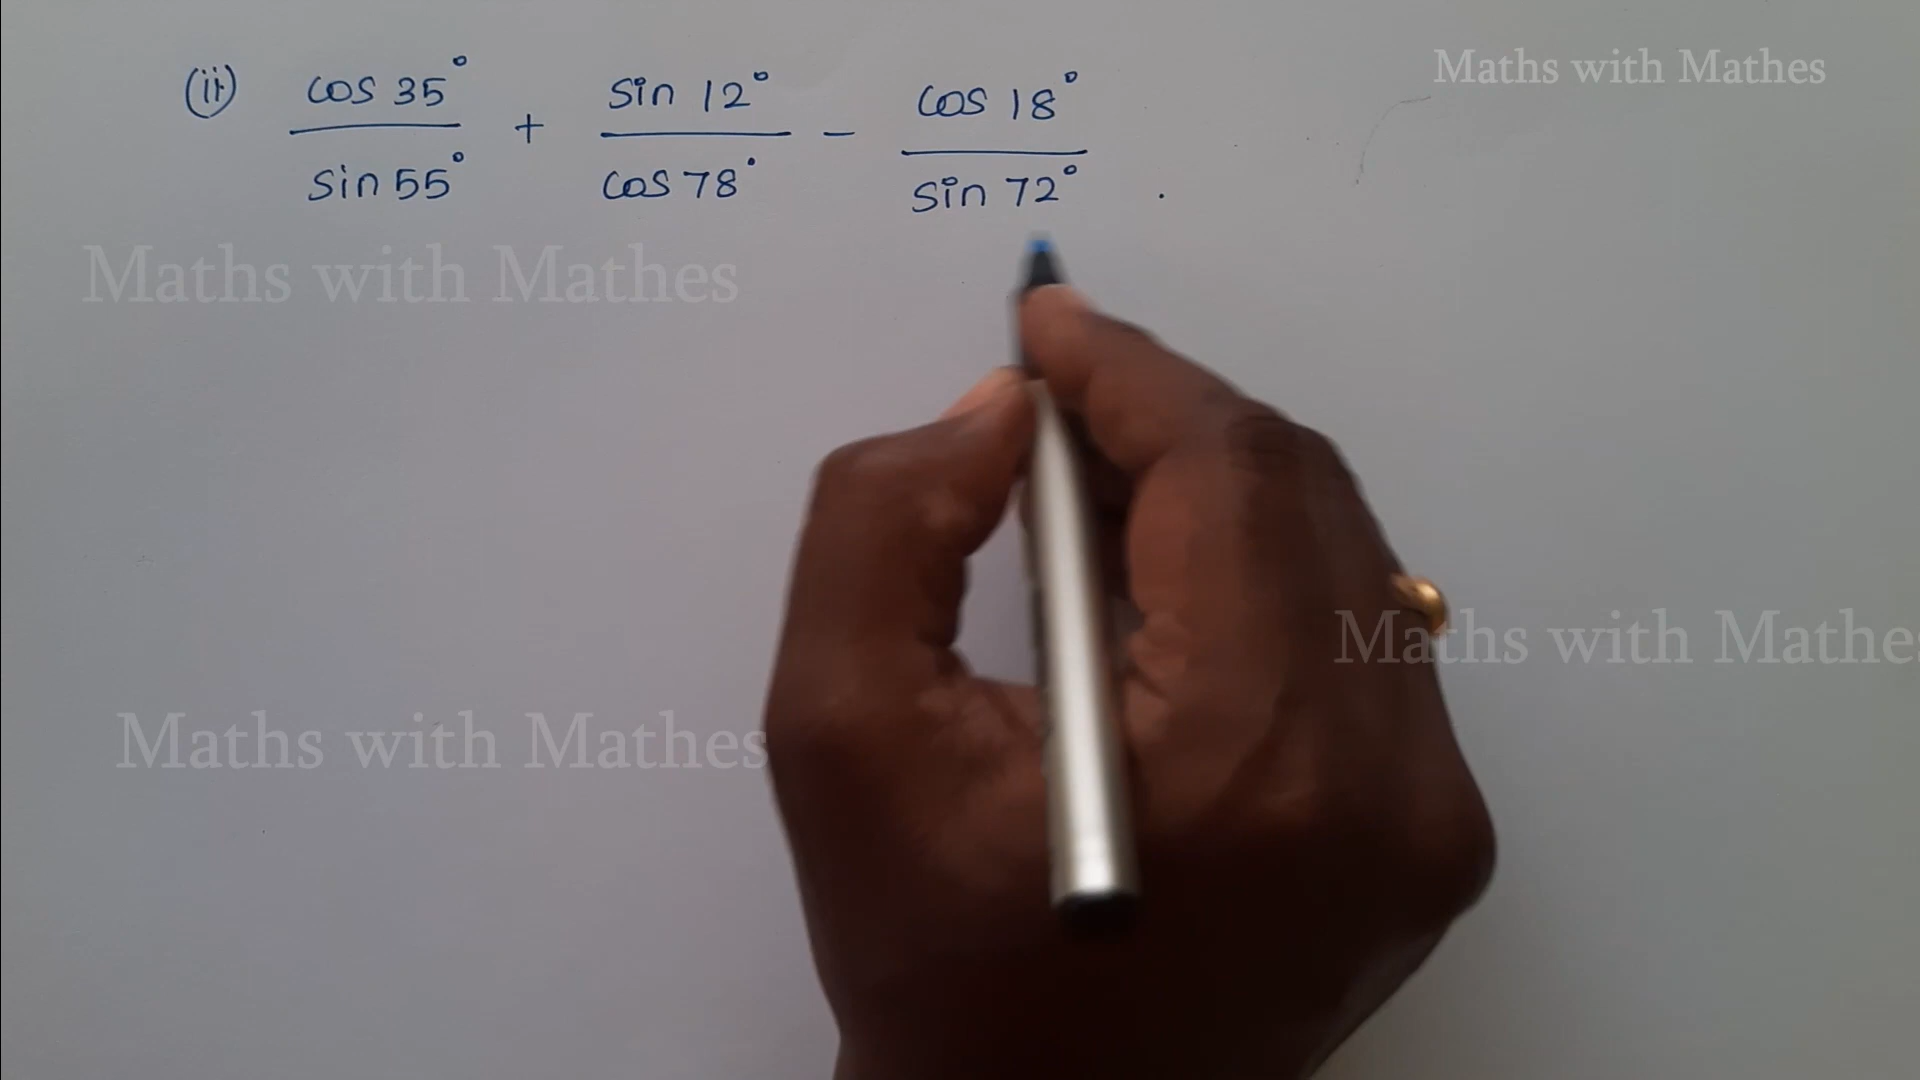 (ii) cos 35° / sin 55° + sin 12° / cos 78° − cos 18° / sin 72° .
Maths with Mathes
Maths with Mathes
Maths with Mathes
Maths with Mathes